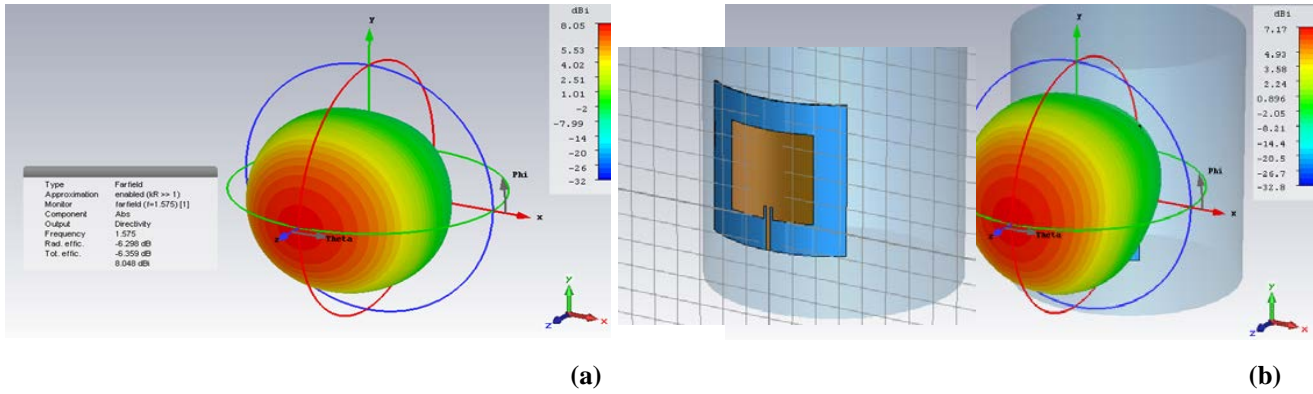 y
dBi
8.05
5.53
4.02
2.51
1.01
-2
-7.99
-14
-20
-26
-32
Phi
x
z
Theta
Type Farfield
Approximation enabled (kR >> 1)
Monitor farfield (f=1.575) [1]
Component Abs
Output Directivity
Frequency 1.575
Rad. effic. -6.298 dB
Tot. effic. -6.359 dB
8.048 dBi
y
z x
(a)
y
dBi
7.17
4.93
3.58
2.24
0.896
-2.05
-8.21
-14.4
-20.5
-26.7
-32.8
Phi
x
z
Theta
y
z x
(b)